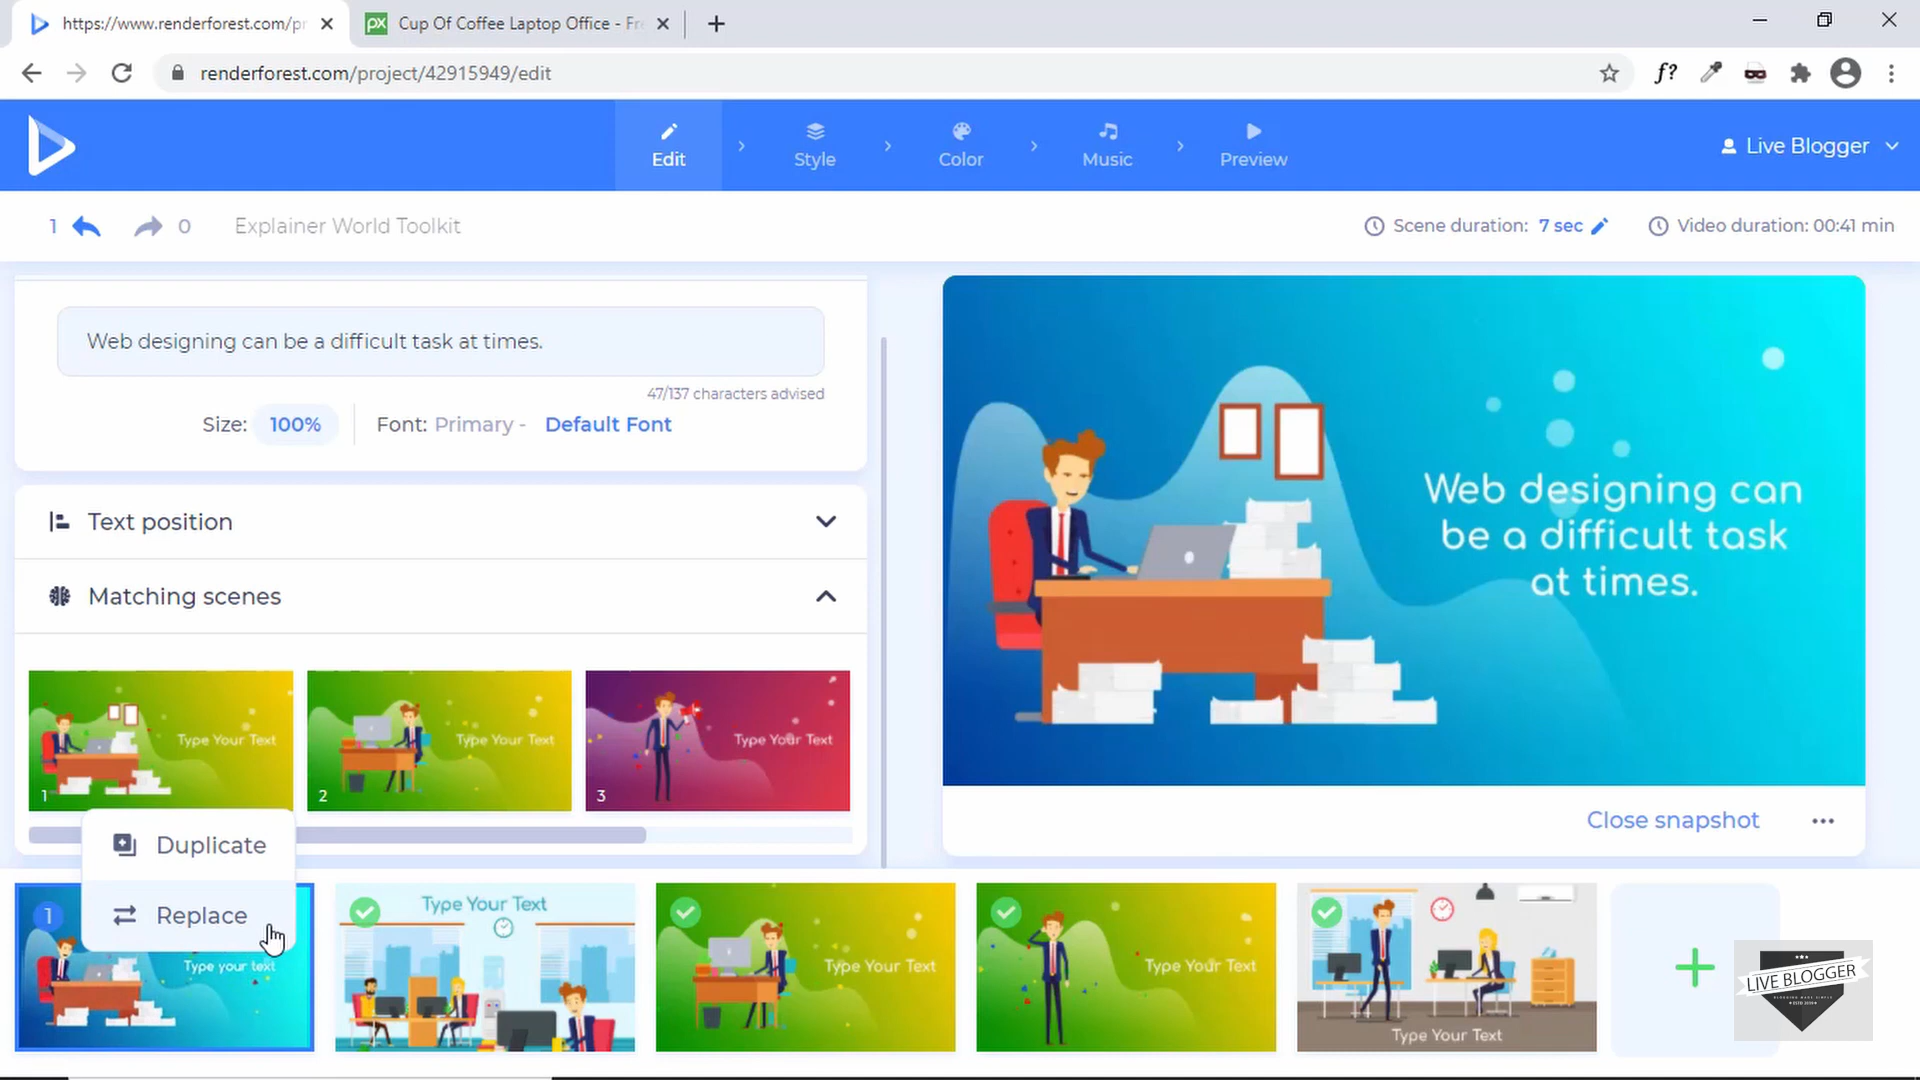 https://www.renderforest.com/pr
Cup Of Coffee Laptop Office - Fre
renderforest.com/project/42915949/edit
f?
Edit
Style
Color
Music
Preview
Live Blogger
1
0
Explainer World Toolkit
Scene duration: 7 sec
Video duration: 00:41 min
Web designing can be a difficult task at times.
47/137 characters advised
Size: 100%
Font: Primary - Default Font
Text position
Matching scenes
Type Your Text
1
Type Your Text
2
Type Your Text
3
Web designing can
be a difficult task
at times.
Close snapshot
Duplicate
Replace
1
Type your text
Type Your Text
Type Your Text
Type Your Text
Type Your Text
LIVE BLOGGER